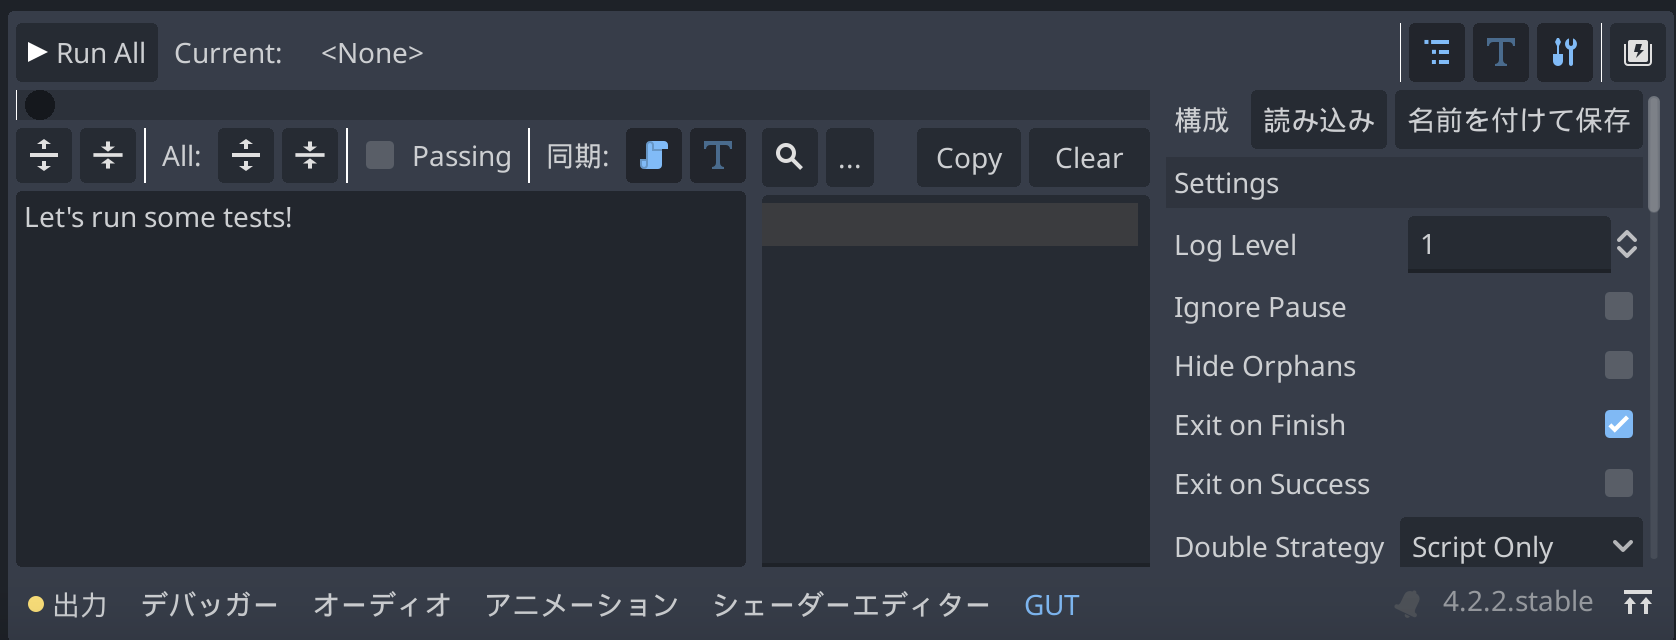 Run All Current: <None>
構成 読み込み 名前を付けて保存
All: Passing 同期: ... Copy Clear
Let's run some tests!
Settings
Log Level 1
Ignore Pause
Hide Orphans
Exit on Finish
Exit on Success
Double Strategy Script Only
出力 デバッガー オーディオ アニメーション シェーダーエディター GUT 4.2.2.stable